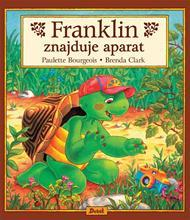 Franklin
znajduje aparat
Paulette Bourgeois • Brenda Clark
Debit